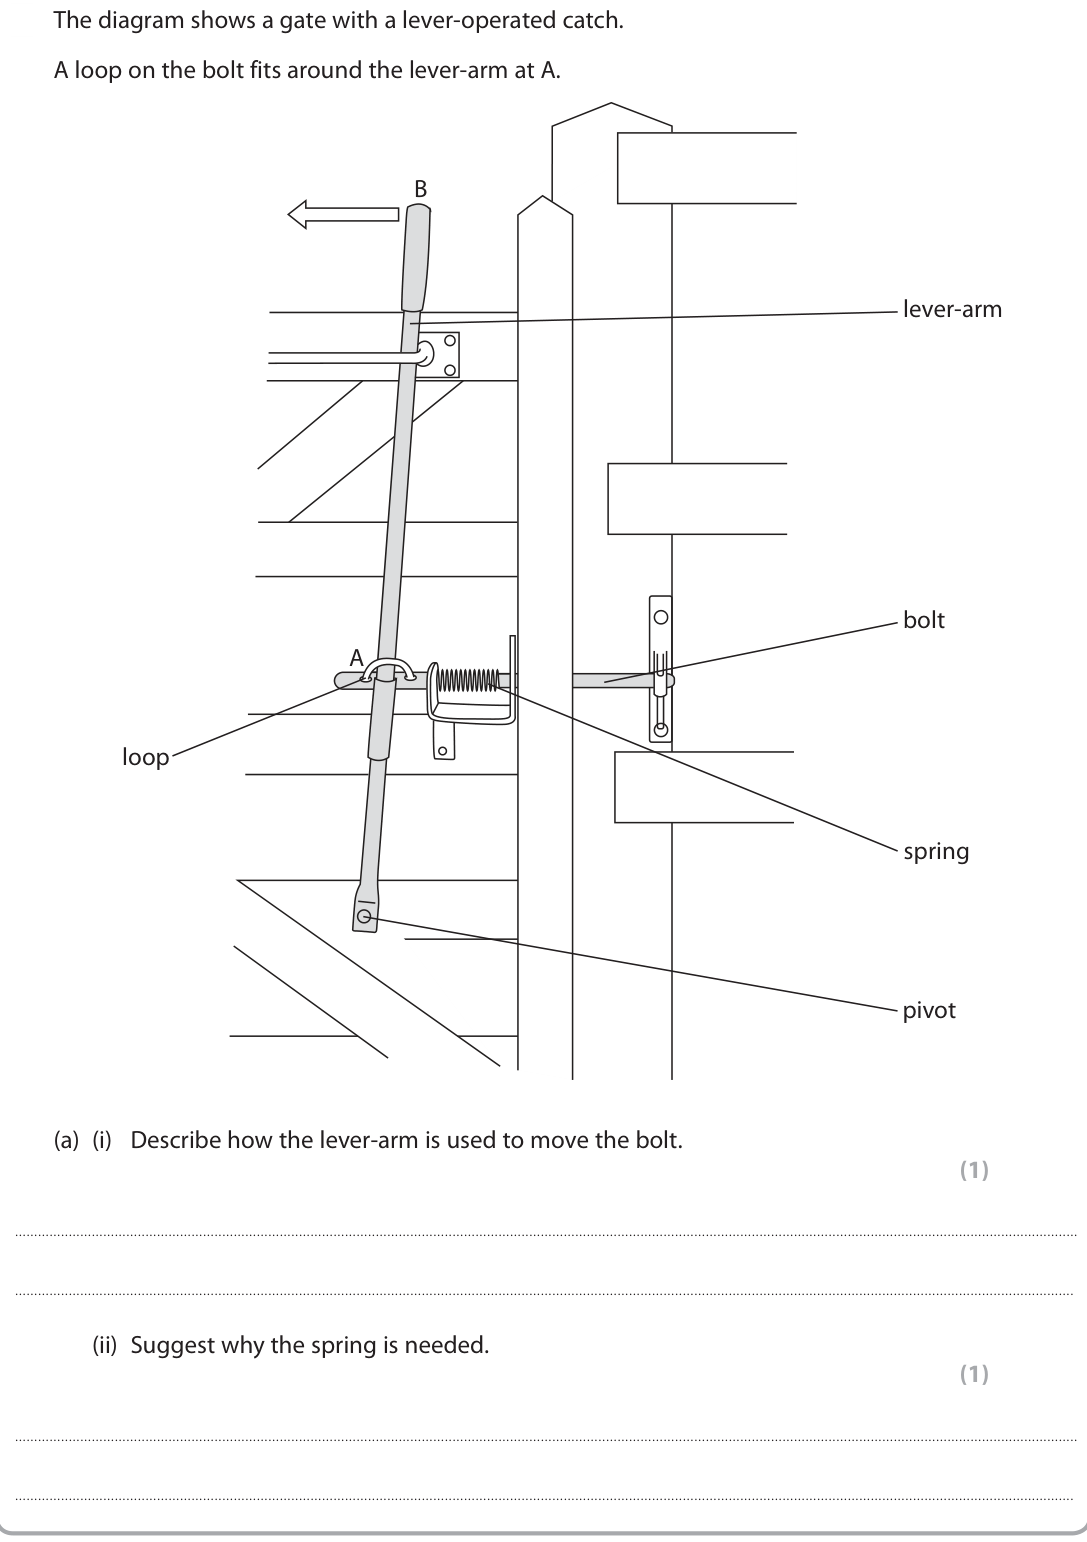 The diagram shows a gate with a lever-operated catch.
A loop on the bolt fits around the lever-arm at A.
B
lever-arm
bolt
A
loop
spring
pivot
(a) (i) Describe how the lever-arm is used to move the bolt.
(1)
(ii) Suggest why the spring is needed.
(1)